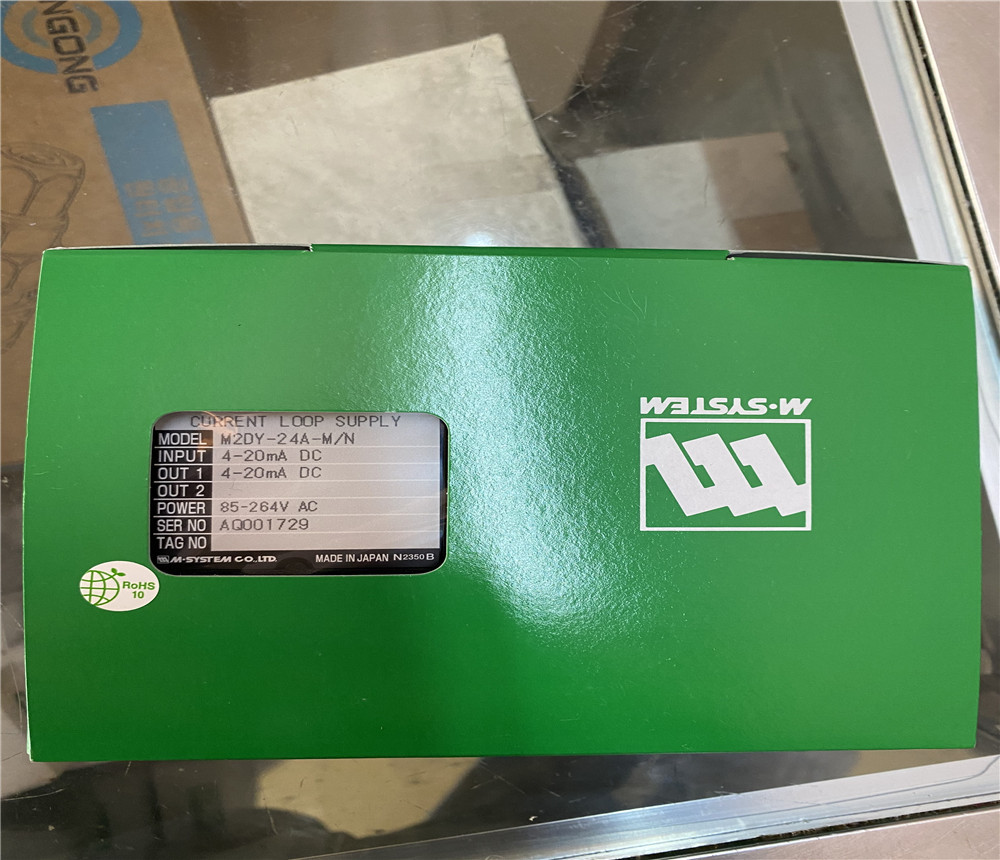 NGONG
CURRENT LOOP SUPPLY
MODEL M2DY-24A-M/N
INPUT 4-20mA DC
OUT 1 4-20mA DC
OUT 2
POWER 85-264V AC
SER NO AQ001729
TAG NO
M-SYSTEM CO.,LTD. MADE IN JAPAN N2350 B
RoHS
10
M·SYSTEM